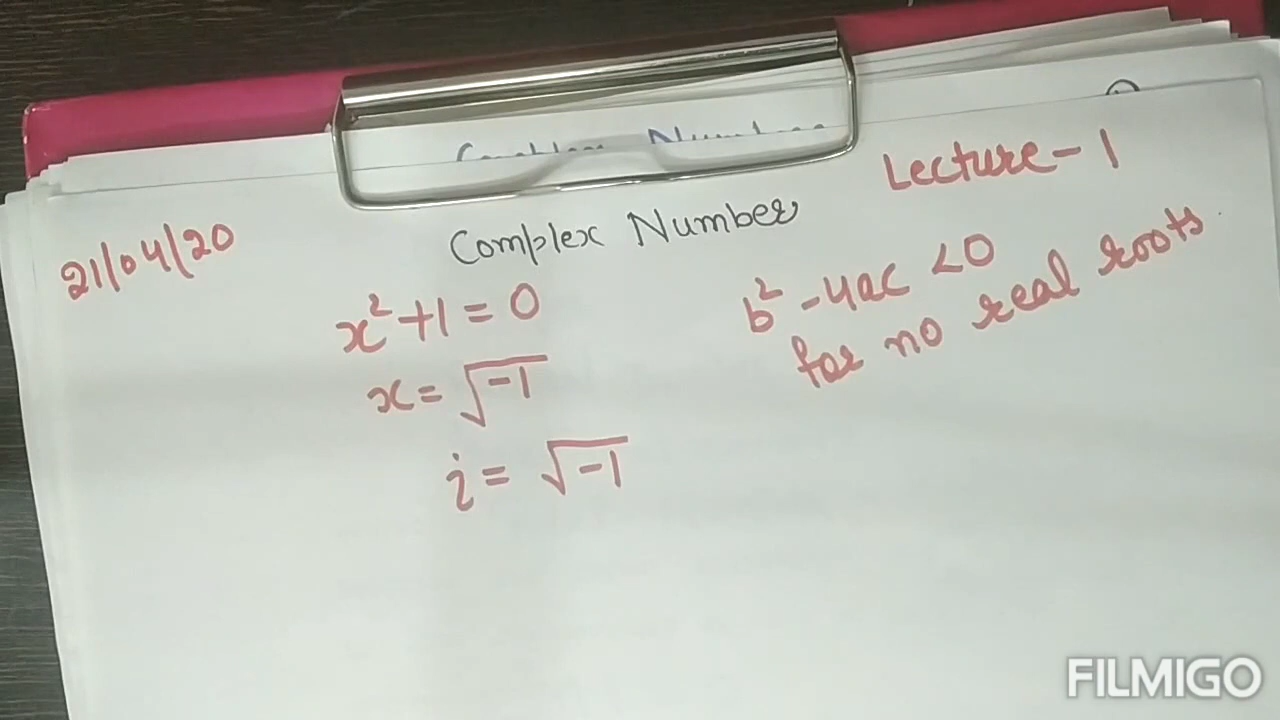 Lecture-1
21/04/20
Complex Number
x²+1=0
x=√-1
i=√-1
b²-4ac<0
for no real roots
FILMIGO